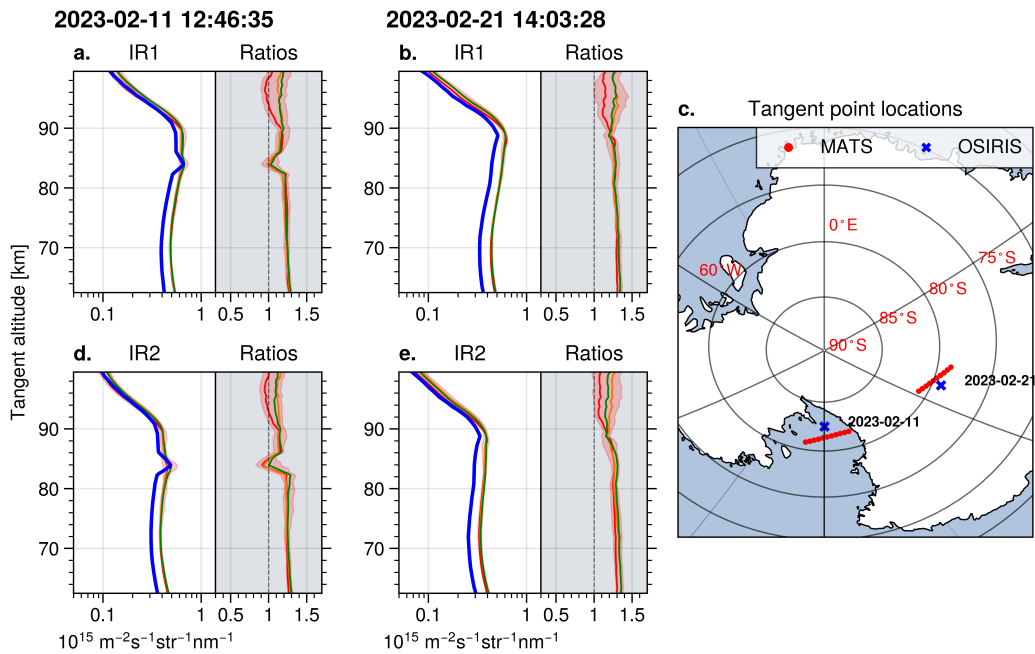 2023-02-11 12:46:35
2023-02-21 14:03:28
a. IR1 Ratios
b. IR1 Ratios
90
80
70
90
80
70
0.1 1 0.5 1 1.5
0.1 1 0.5 1 1.5
Tangent altitude [km]
d. IR2 Ratios
e. IR2 Ratios
90
80
70
90
80
70
0.1 1 0.5 1 1.5
0.1 1 0.5 1 1.5
10¹⁵ m⁻²s⁻¹str⁻¹nm⁻¹
10¹⁵ m⁻²s⁻¹str⁻¹nm⁻¹
c. Tangent point locations
MATS OSIRIS
0°E
60°W
75°S
80°S
85°S
90°S
2023-02-21
2023-02-11